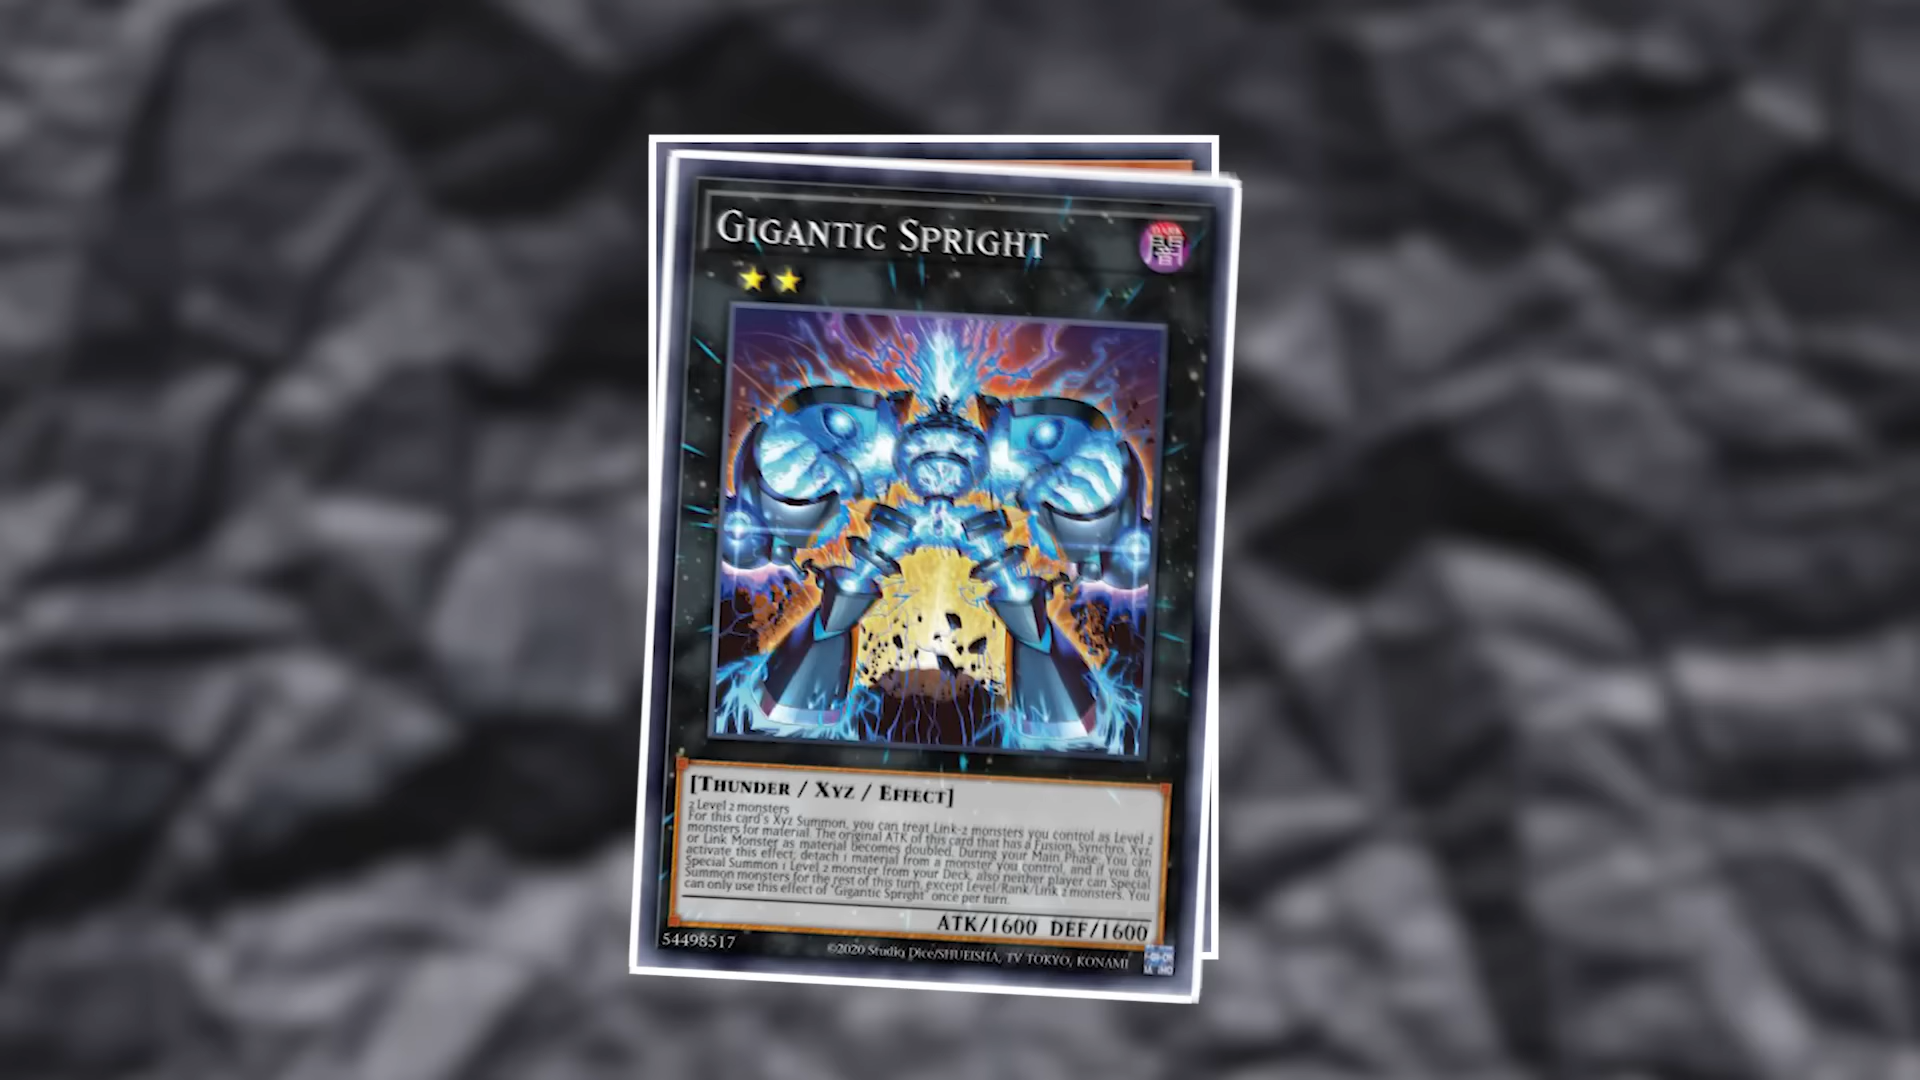 GIGANTIC SPRIGHT
DARK
闇
[THUNDER / XYZ / EFFECT]
2 Level 2 monsters
For this card's Xyz Summon, you can treat Link-2 monsters you control as Level 2
monsters for material. The original ATK of this card that has a Fusion, Synchro, Xyz,
or Link Monster as material becomes doubled. During your Main Phase: You can
activate this effect; detach 1 material from a monster you control, and if you do,
Special Summon 1 Level 2 monster from your Deck, also neither player can Special
Summon monsters for the rest of this turn, except Level/Rank/Link 2 monsters. You
can only use this effect of "Gigantic Spright" once per turn.
ATK/1600 DEF/1600
54498517
©2020 Studio Dice/SHUEISHA, TV TOKYO, KONAMI